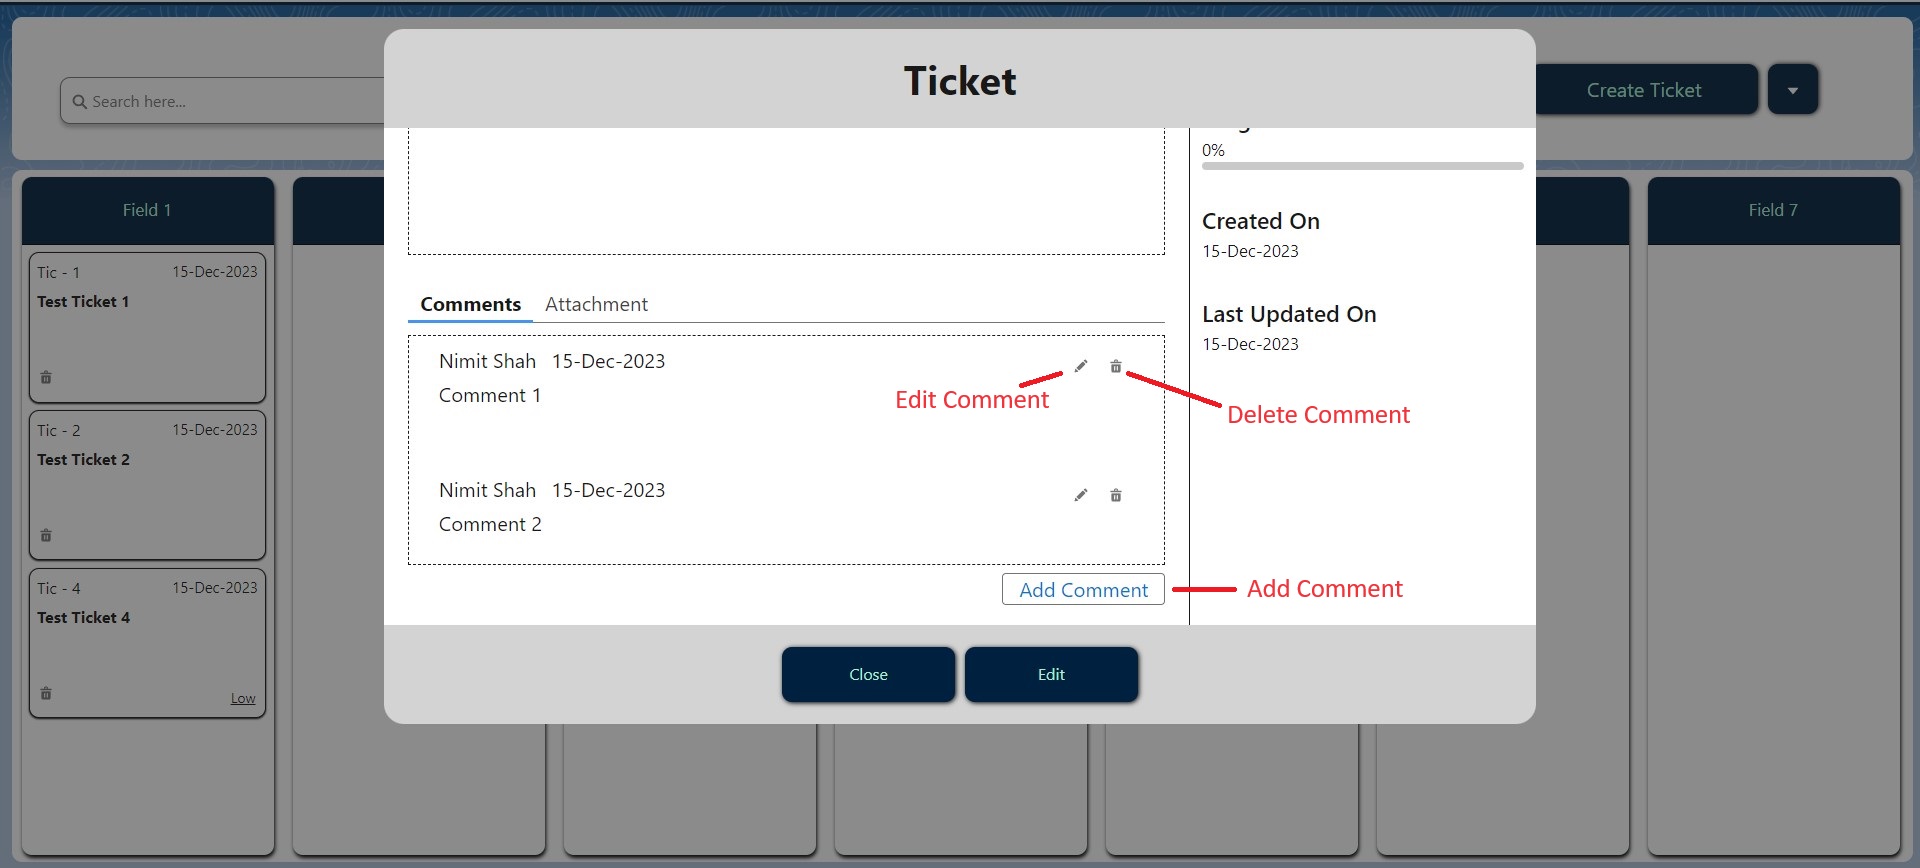 Ticket
Search here...
Create Ticket
0%
Field 1
Field 7
Tic - 1 15-Dec-2023
Test Ticket 1
Tic - 2 15-Dec-2023
Test Ticket 2
Tic - 4 15-Dec-2023
Test Ticket 4
Low
Comments Attachment
Nimit Shah 15-Dec-2023
Comment 1
Edit Comment
Delete Comment
Nimit Shah 15-Dec-2023
Comment 2
Add Comment
Add Comment
Created On
15-Dec-2023
Last Updated On
15-Dec-2023
Close
Edit